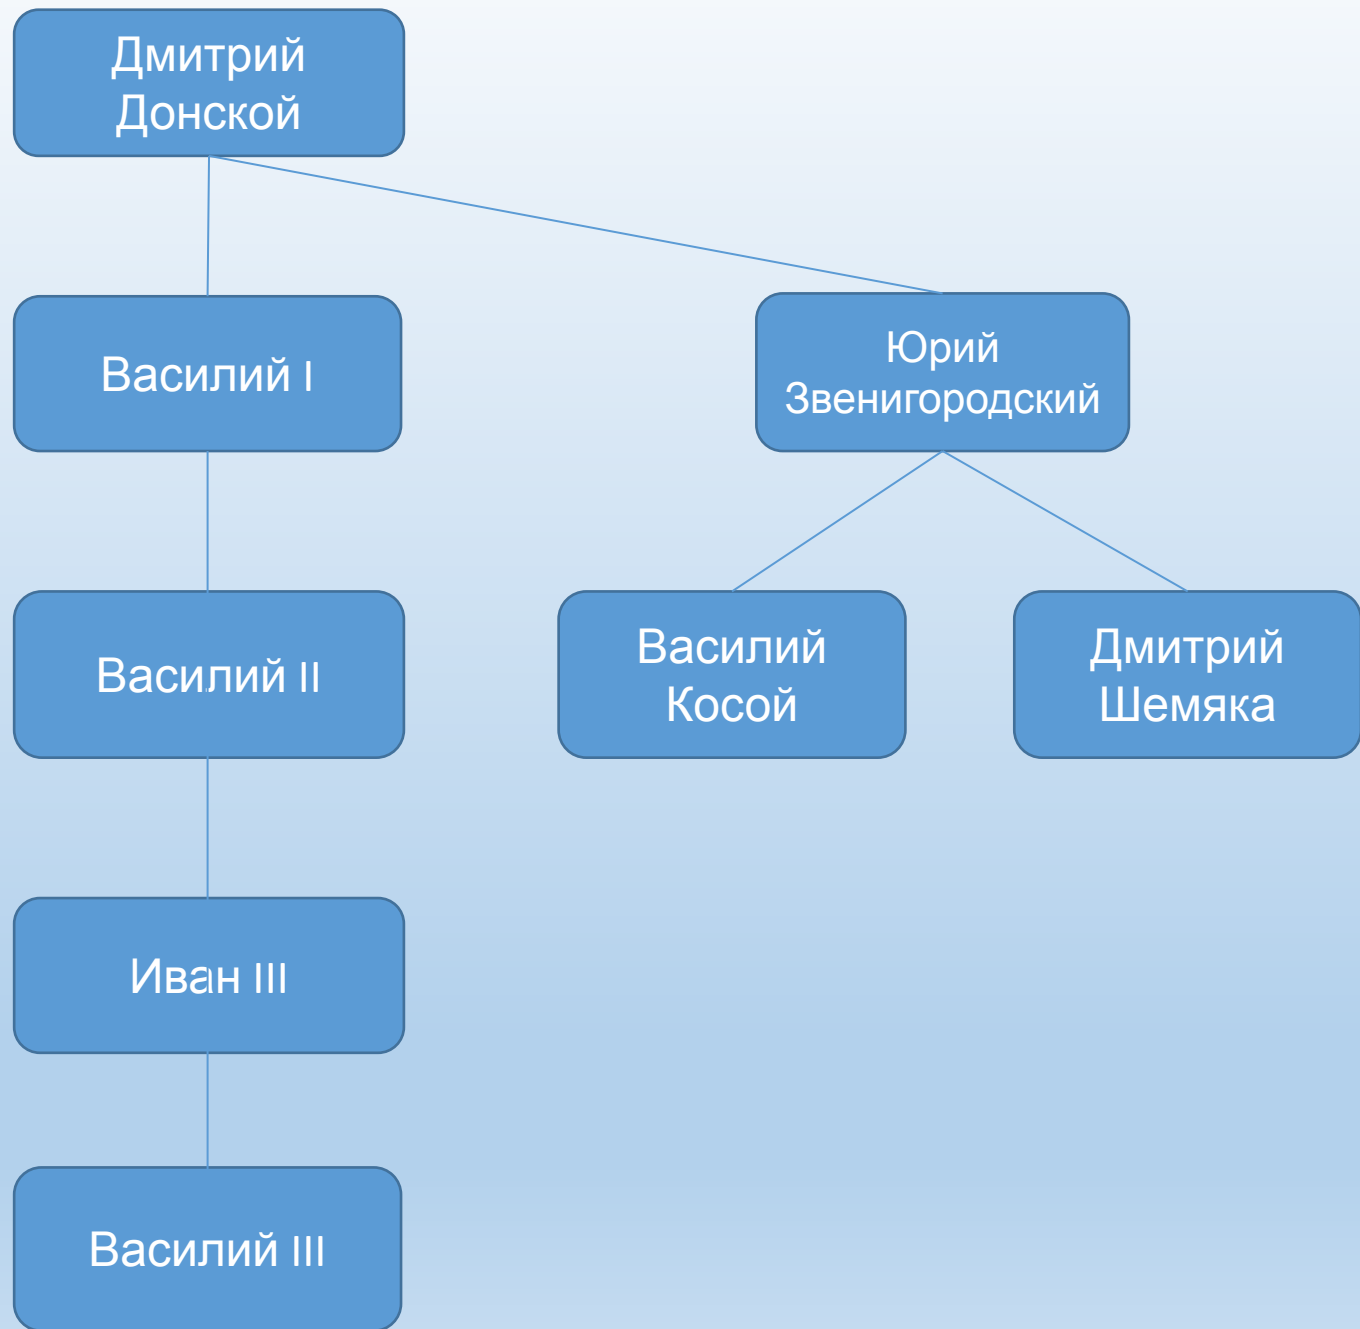 Дмитрий
Донской
Василий I
Юрий
Звенигородский
Василий II
Василий
Косой
Дмитрий
Шемяка
Иван III
Василий III